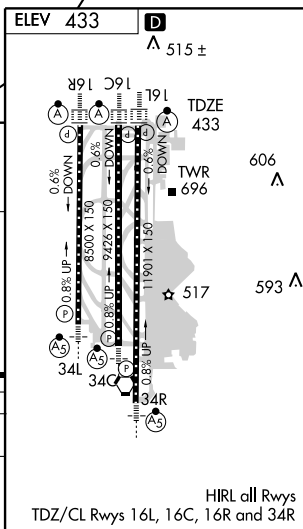 ELEV 433
D
515 ±
16R
16C
16L
A
A
A
TDZE
433
P
P
P
0.6%
DOWN
0.6%
DOWN
0.6%
DOWN
TWR
696
606
8500 X 150
9426 X 150
11901 X 150
517
593
P
0.8% UP
P
0.8% UP
P
0.8% UP
A5
A5
34L
34C
34R
A5
HIRL all Rwys
TDZ/CL Rwys 16L, 16C, 16R and 34R